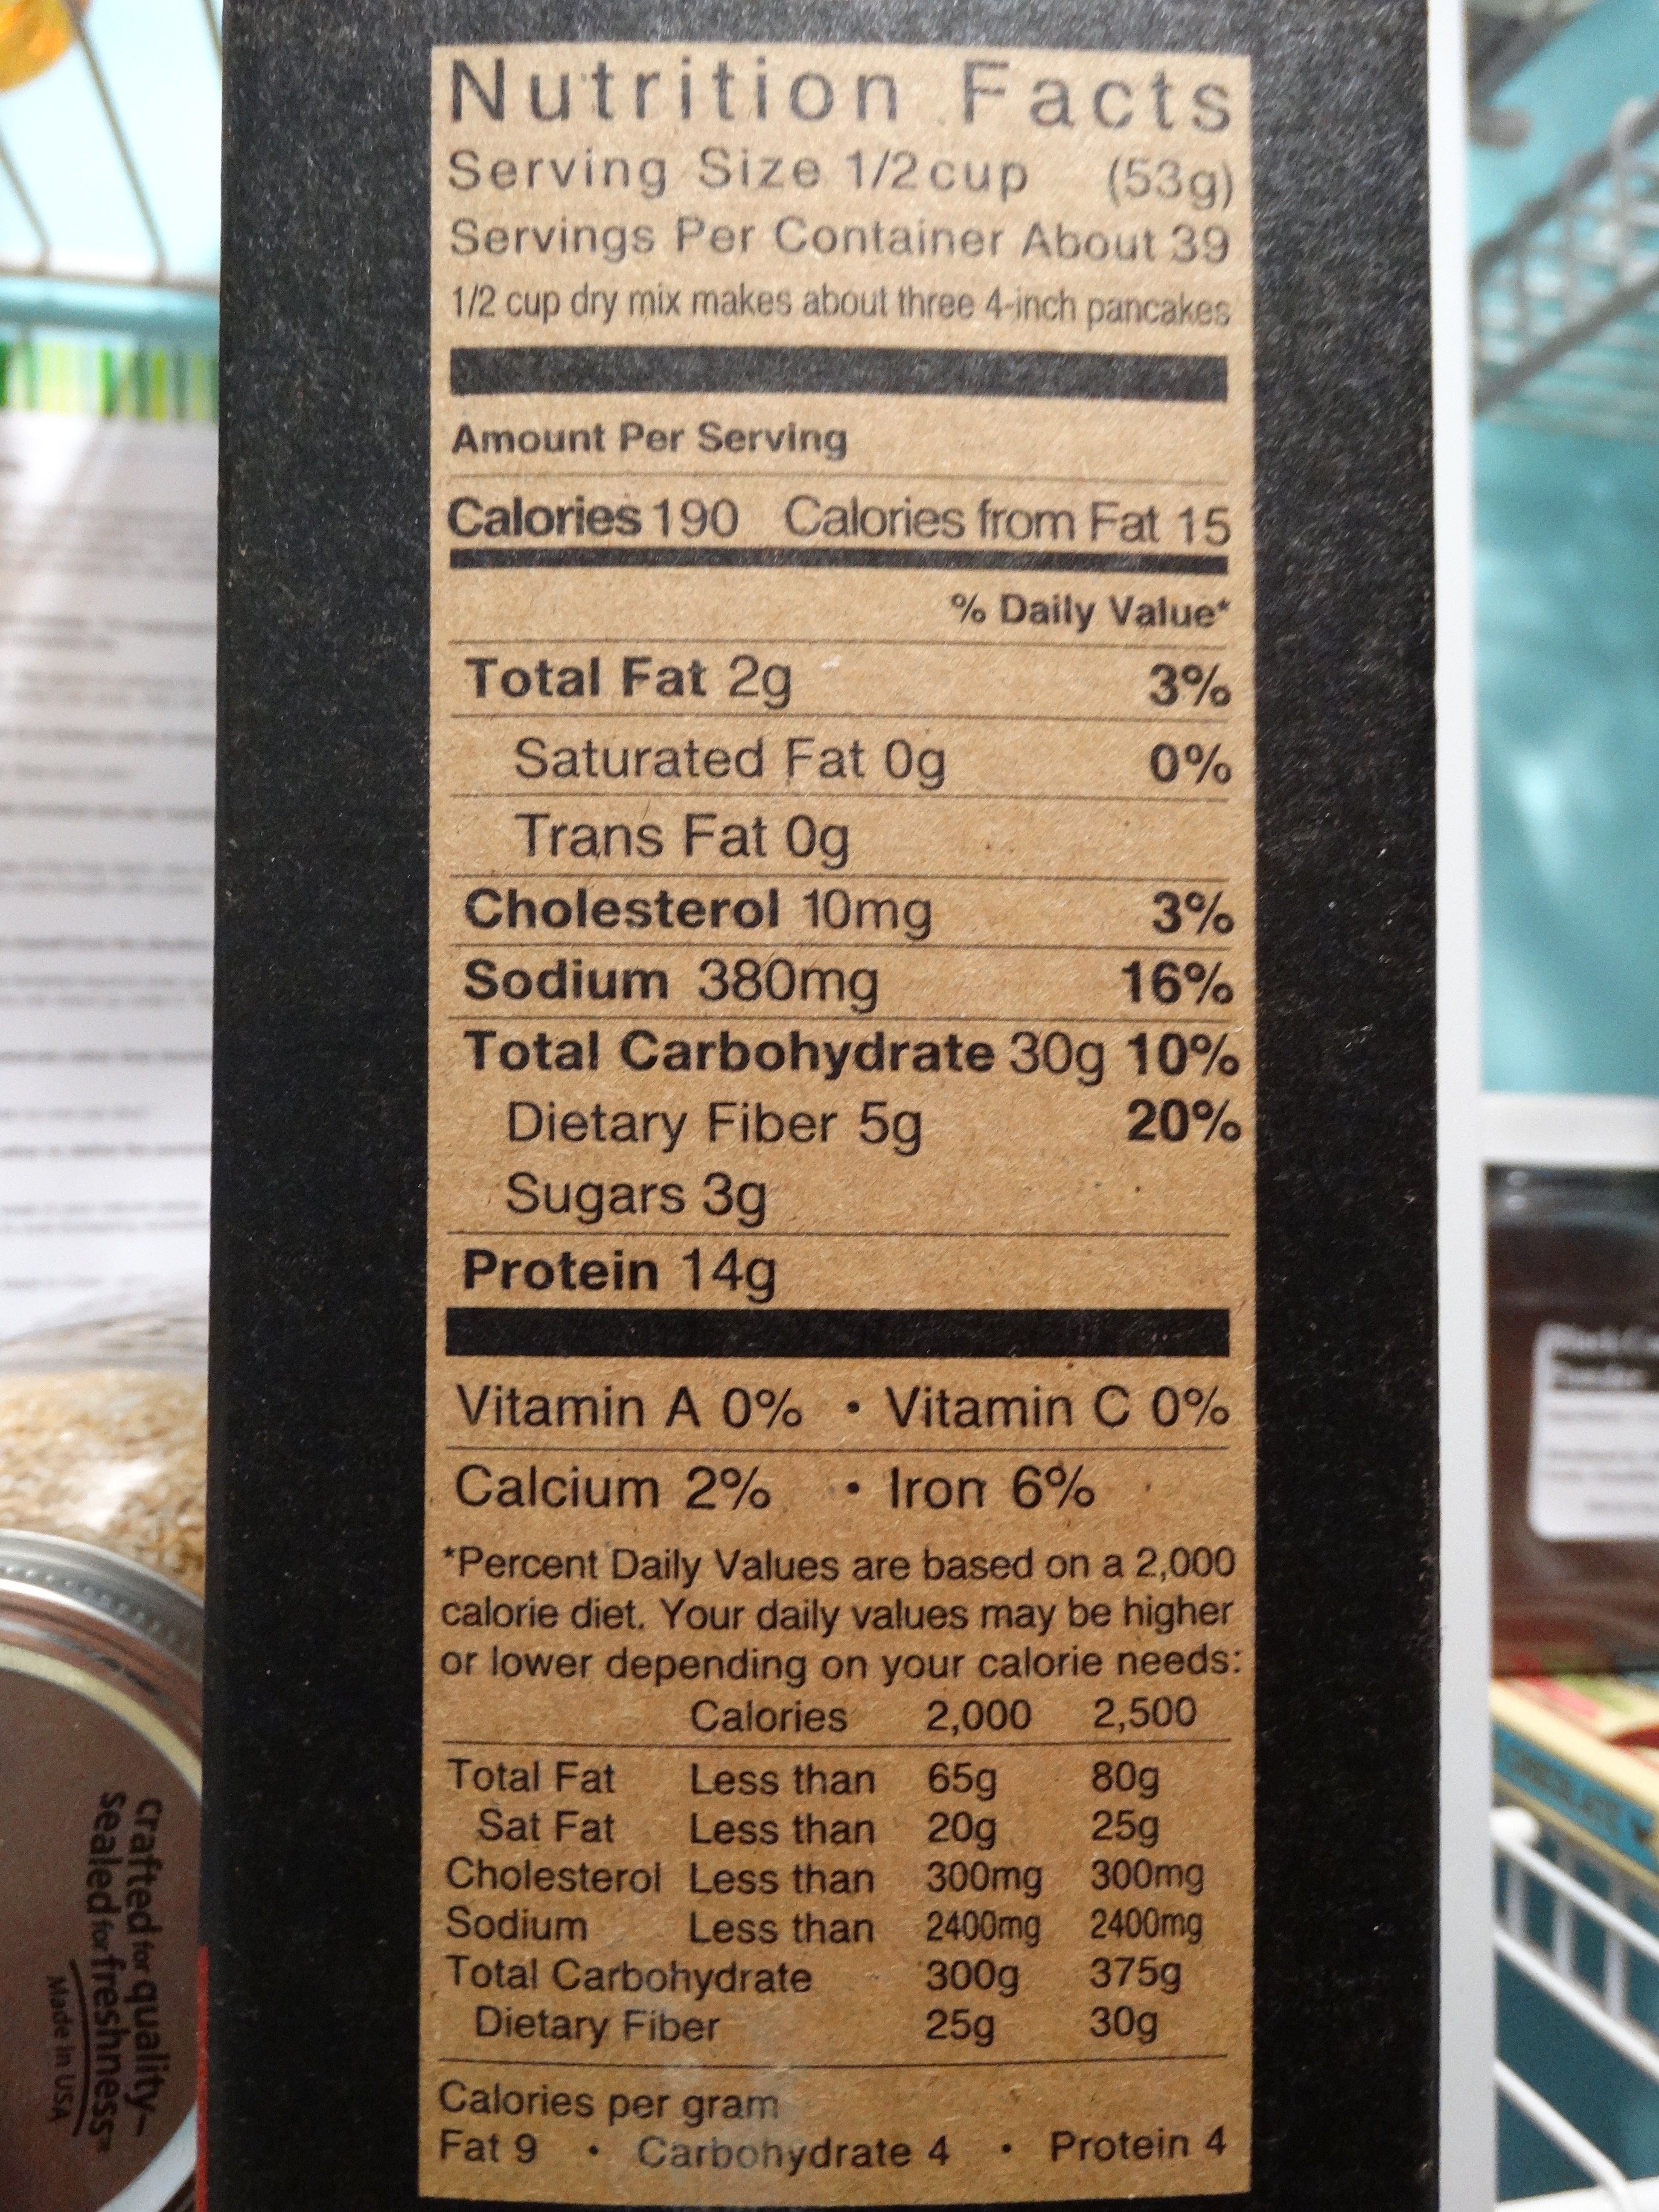 Nutrition Facts
Serving Size 1/2 cup (53g)
Servings Per Container About 39
1/2 cup dry mix makes about three 4-inch pancakes
Amount Per Serving
Calories 190 Calories from Fat 15
% Daily Value*
Total Fat 2g 3%
Saturated Fat 0g 0%
Trans Fat 0g
Cholesterol 10mg 3%
Sodium 380mg 16%
Total Carbohydrate 30g 10%
Dietary Fiber 5g 20%
Sugars 3g
Protein 14g
Vitamin A 0% • Vitamin C 0%
Calcium 2% • Iron 6%
*Percent Daily Values are based on a 2,000
calorie diet. Your daily values may be higher
or lower depending on your calorie needs:
Calories 2,000 2,500
Total Fat Less than 65g 80g
Sat Fat Less than 20g 25g
Cholesterol Less than 300mg 300mg
Sodium Less than 2400mg 2400mg
Total Carbohydrate 300g 375g
Dietary Fiber 25g 30g
Calories per gram
Fat 9 • Carbohydrate 4 • Protein 4
crafted for quality–
sealed for freshness™
Made in USA